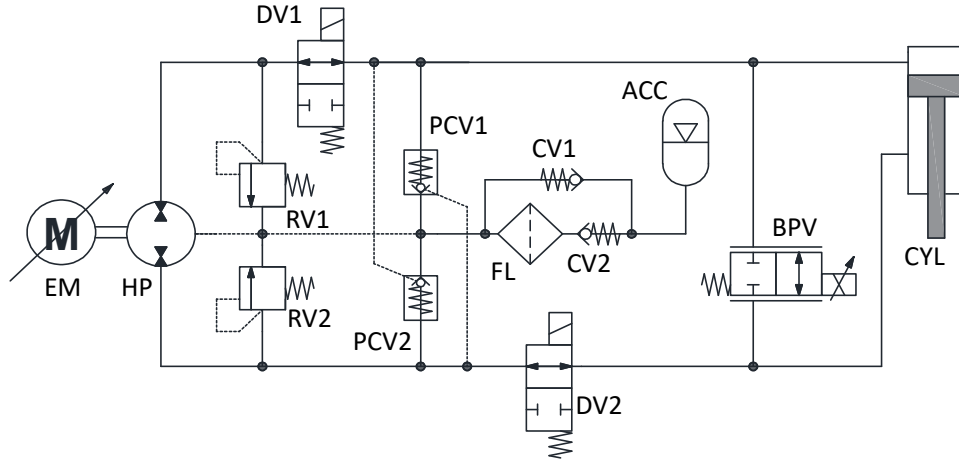 DV1
ACC
PCV1
CV1
M
RV1
BPV
EM
HP
FL
CV2
CYL
RV2
PCV2
DV2